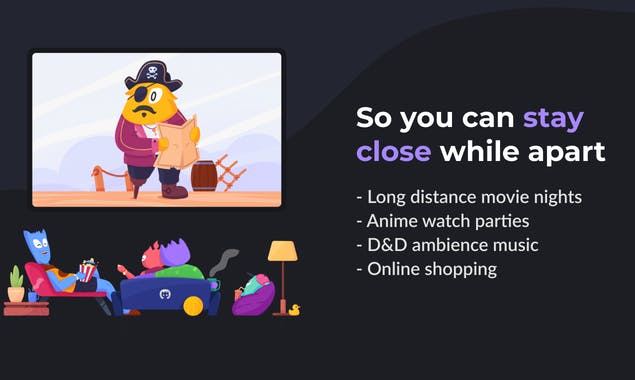 So you can stay
close while apart
- Long distance movie nights
- Anime watch parties
- D&D ambience music
- Online shopping